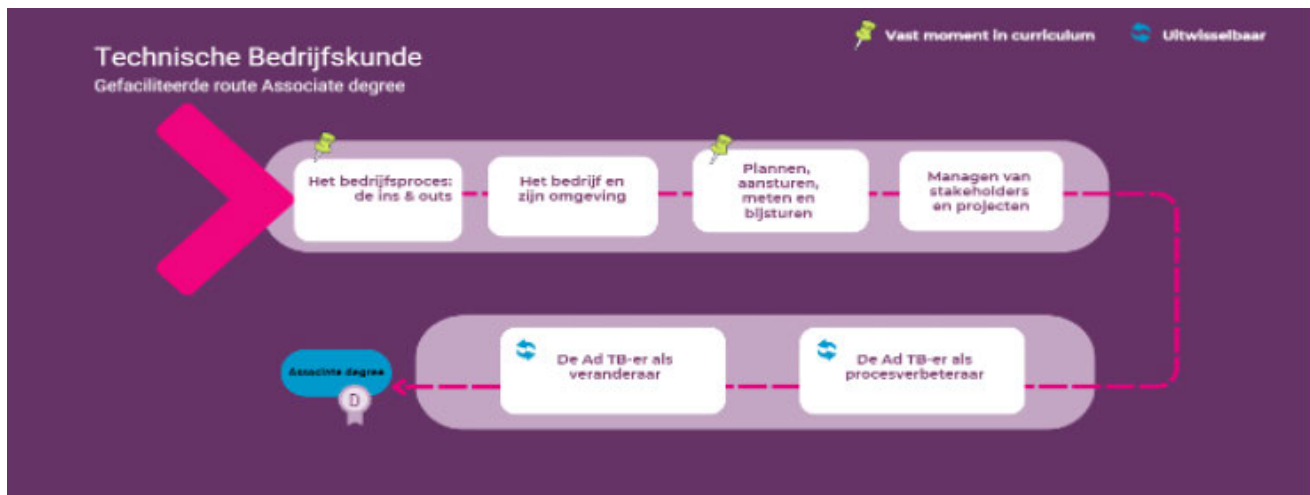 Technische Bedrijfskunde
Gefaciliteerde route Associate degree
Vast moment in curriculum
Uitwisselbaar
Het bedrijfsproces:
de ins & outs
Het bedrijf en
zijn omgeving
Plannen,
aansturen,
meten en
bijsturen
Managen van
stakeholders
en projecten
De Ad TB-er als
procesverbeteraar
De Ad TB-er als
veranderaar
Associate degree
D